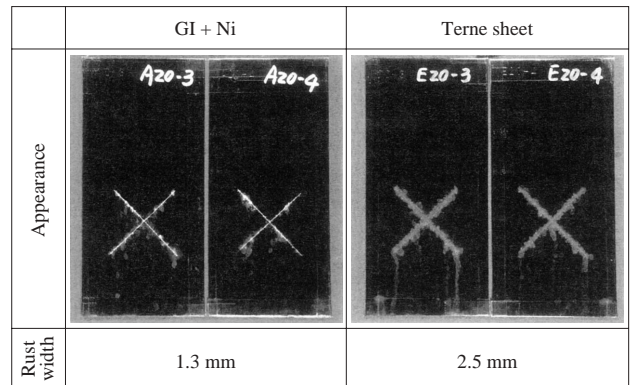 GI + Ni
Terne sheet
Appearance
A20-3
A20-4
E20-3
E20-4
Rust width
1.3 mm
2.5 mm